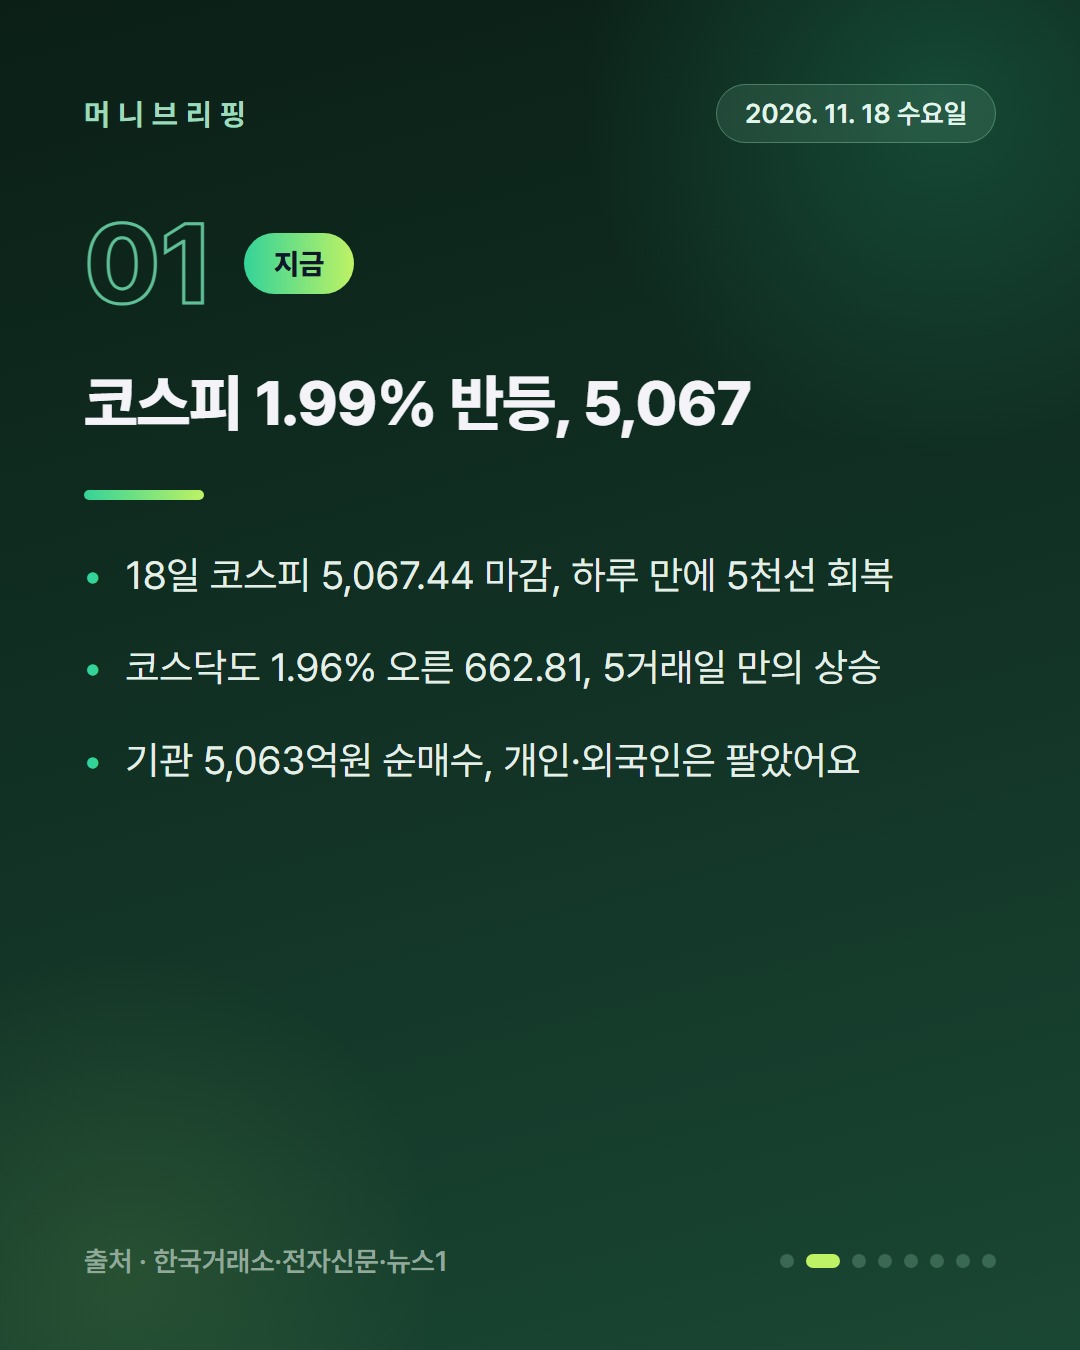 머니브리핑
2026. 11. 18 수요일
01
지금
코스피 1.99% 반등, 5,067
• 18일 코스피 5,067.44 마감, 하루 만에 5천선 회복
• 코스닥도 1.96% 오른 662.81, 5거래일 만의 상승
• 기관 5,063억원 순매수, 개인·외국인은 팔았어요
출처 · 한국거래소·전자신문·뉴스1